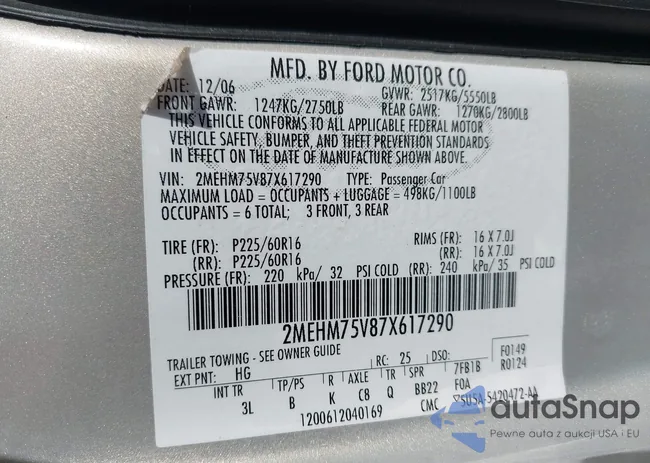 MFD. BY FORD MOTOR CO.
DATE: 12/06 GVWR: 2517KG/5550LB
FRONT GAWR: 1247KG/2750LB REAR GAWR: 1270KG/2800LB
THIS VEHICLE CONFORMS TO ALL APPLICABLE FEDERAL MOTOR
VEHICLE SAFETY, BUMPER, AND THEFT PREVENTION STANDARDS
IN EFFECT ON THE DATE OF MANUFACTURE SHOWN ABOVE.
VIN: 2MEHM75V87X617290 TYPE: Passenger Car
MAXIMUM LOAD = OCCUPANTS + LUGGAGE = 498KG/1100LB
OCCUPANTS = 6 TOTAL; 3 FRONT, 3 REAR
TIRE (FR): P225/60R16 RIMS (FR): 16 X 7.0J
(RR): P225/60R16 (RR): 16 X 7.0J
PRESSURE (FR): 220 kPa/ 32 PSI COLD (RR): 240 kPa/ 35 PSI COLD
2MEHM75V87X617290
TRAILER TOWING - SEE OWNER GUIDE
EXT PNT: HG RC: 25 DSO: F0149
R0124
INT TR TP/PS R AXLE TR SPR 7FB1B
3L B K C8 Q BB22 FOA
1200612040169 CMC 5U5A-5420472-AA
autoSnap
Pewne auta z aukcji USA i EU